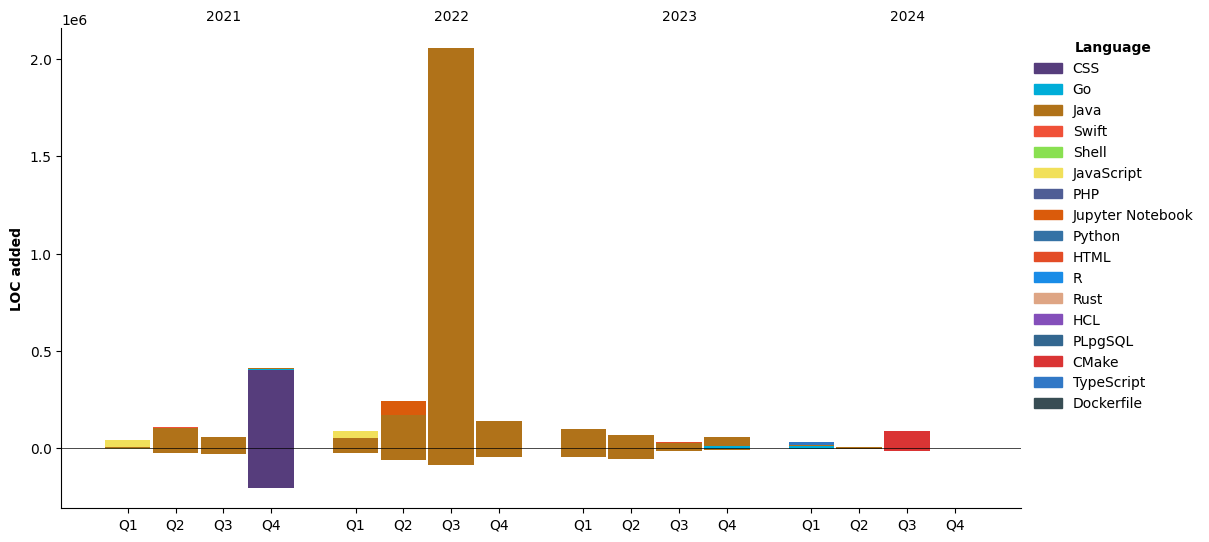 2021 2022 2023 2024
1e6
2.0
1.5
1.0
0.5
0.0
LOC added
Q1 Q2 Q3 Q4 Q1 Q2 Q3 Q4 Q1 Q2 Q3 Q4 Q1 Q2 Q3 Q4
Language
CSS
Go
Java
Swift
Shell
JavaScript
PHP
Jupyter Notebook
Python
HTML
R
Rust
HCL
PLpgSQL
CMake
TypeScript
Dockerfile